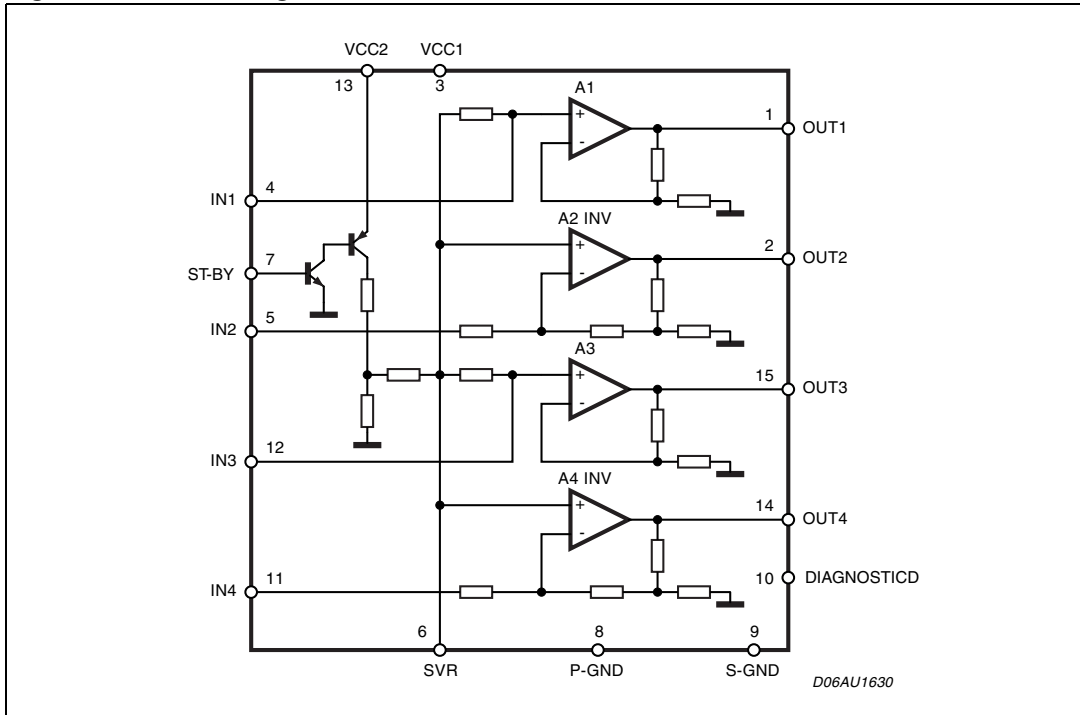 VCC2 VCC1
13 3
A1
+
-
1 OUT1
IN1 4
A2 INV
+
-
2 OUT2
ST-BY 7
IN2 5
A3
+
-
15 OUT3
IN3 12
A4 INV
+
-
14 OUT4
10 DIAGNOSTICD
IN4 11
6 8 9
SVR P-GND S-GND
D06AU1630